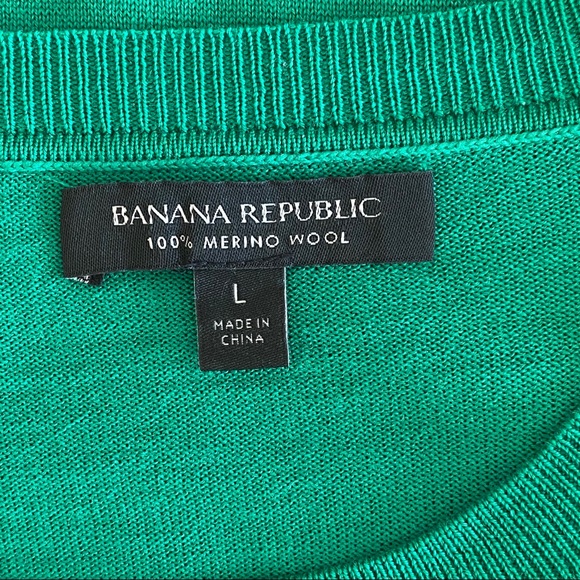 BANANA REPUBLIC
100% MERINO WOOL
L
MADE IN
CHINA